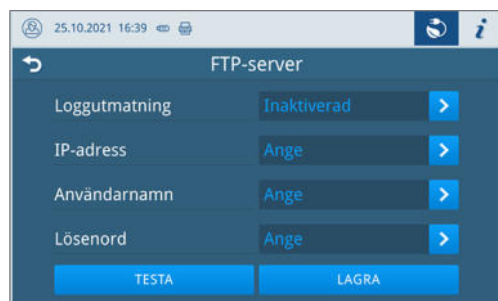 25.10.2021 16:39
FTP-server
Loggutmatning Inaktiverad
IP-adress Ange
Användarnamn Ange
Lösenord Ange
TESTA LAGRA